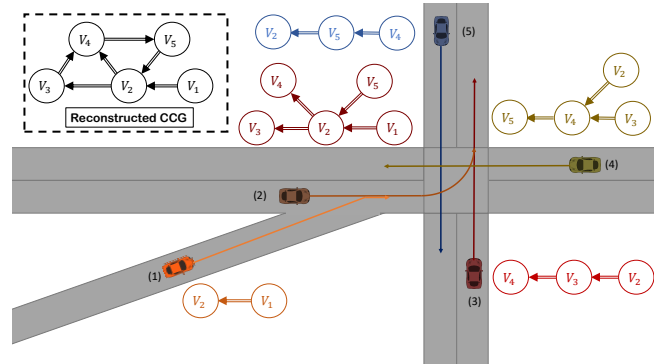 V4
V5
V3
V2
V1
Reconstructed CCG
V2
V5
V4
(5)
V4
V5
V3
V2
V1
V2
V5
V4
V3
(4)
(2)
(1)
V2
V1
(3)
V4
V3
V2